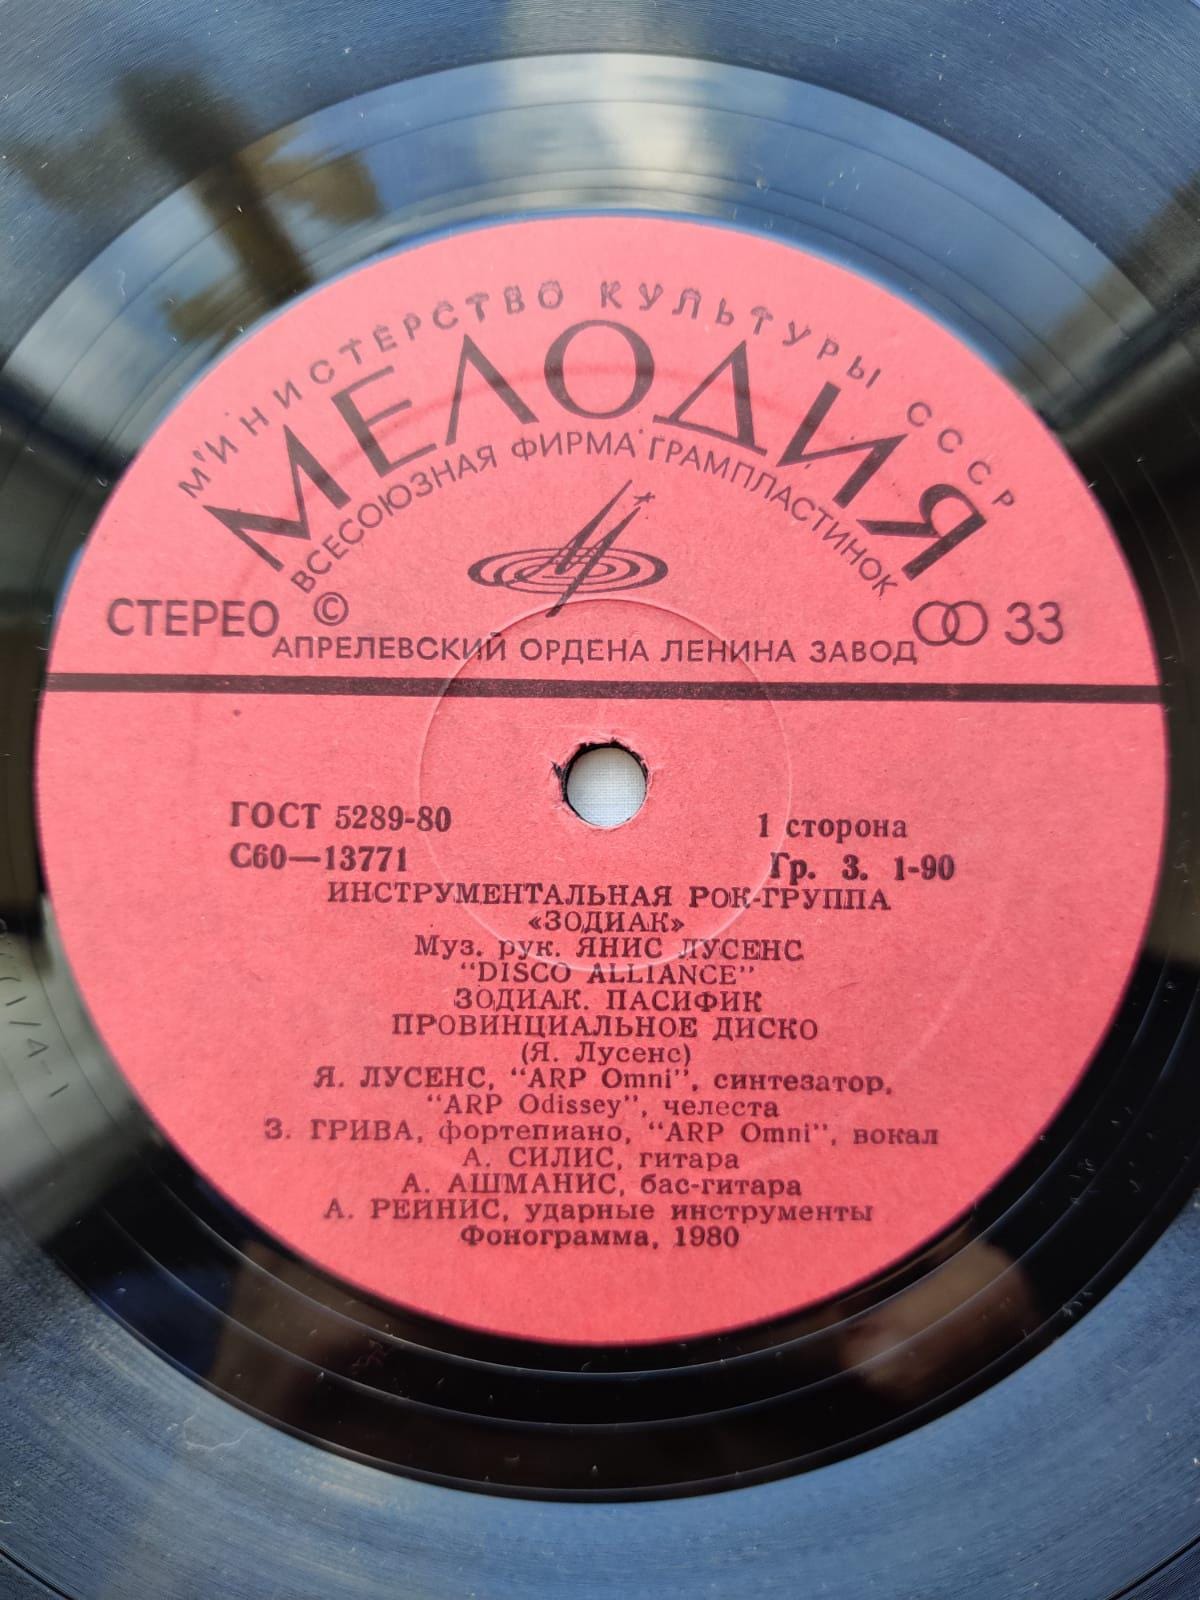 МИНИСТЕРСТВО КУЛЬТУРЫ СССР
МЕЛОДИЯ
ВСЕСОЮЗНАЯ ФИРМА ГРАМПЛАСТИНОК
СТЕРЕО © 33
АПРЕЛЕВСКИЙ ОРДЕНА ЛЕНИНА ЗАВОД
ГОСТ 5289-80 1 сторона
С60—13771 Гр. 3. 1-90
ИНСТРУМЕНТАЛЬНАЯ РОК-ГРУППА
«ЗОДИАК»
Муз. рук. ЯНИС ЛУСЕНС
“DISCO ALLIANCE”
ЗОДИАК. ПАСИФИК
ПРОВИНЦИАЛЬНОЕ ДИСКО
(Я. Лусенс)
Я. ЛУСЕНС, “ARP Omni”, синтезатор,
“ARP Odissey”, челеста
З. ГРИВА, фортепиано, “ARP Omni”, вокал
А. СИЛИС, гитара
А. АШМАНИС, бас-гитара
А. РЕЙНИС, ударные инструменты
Фонограмма, 1980